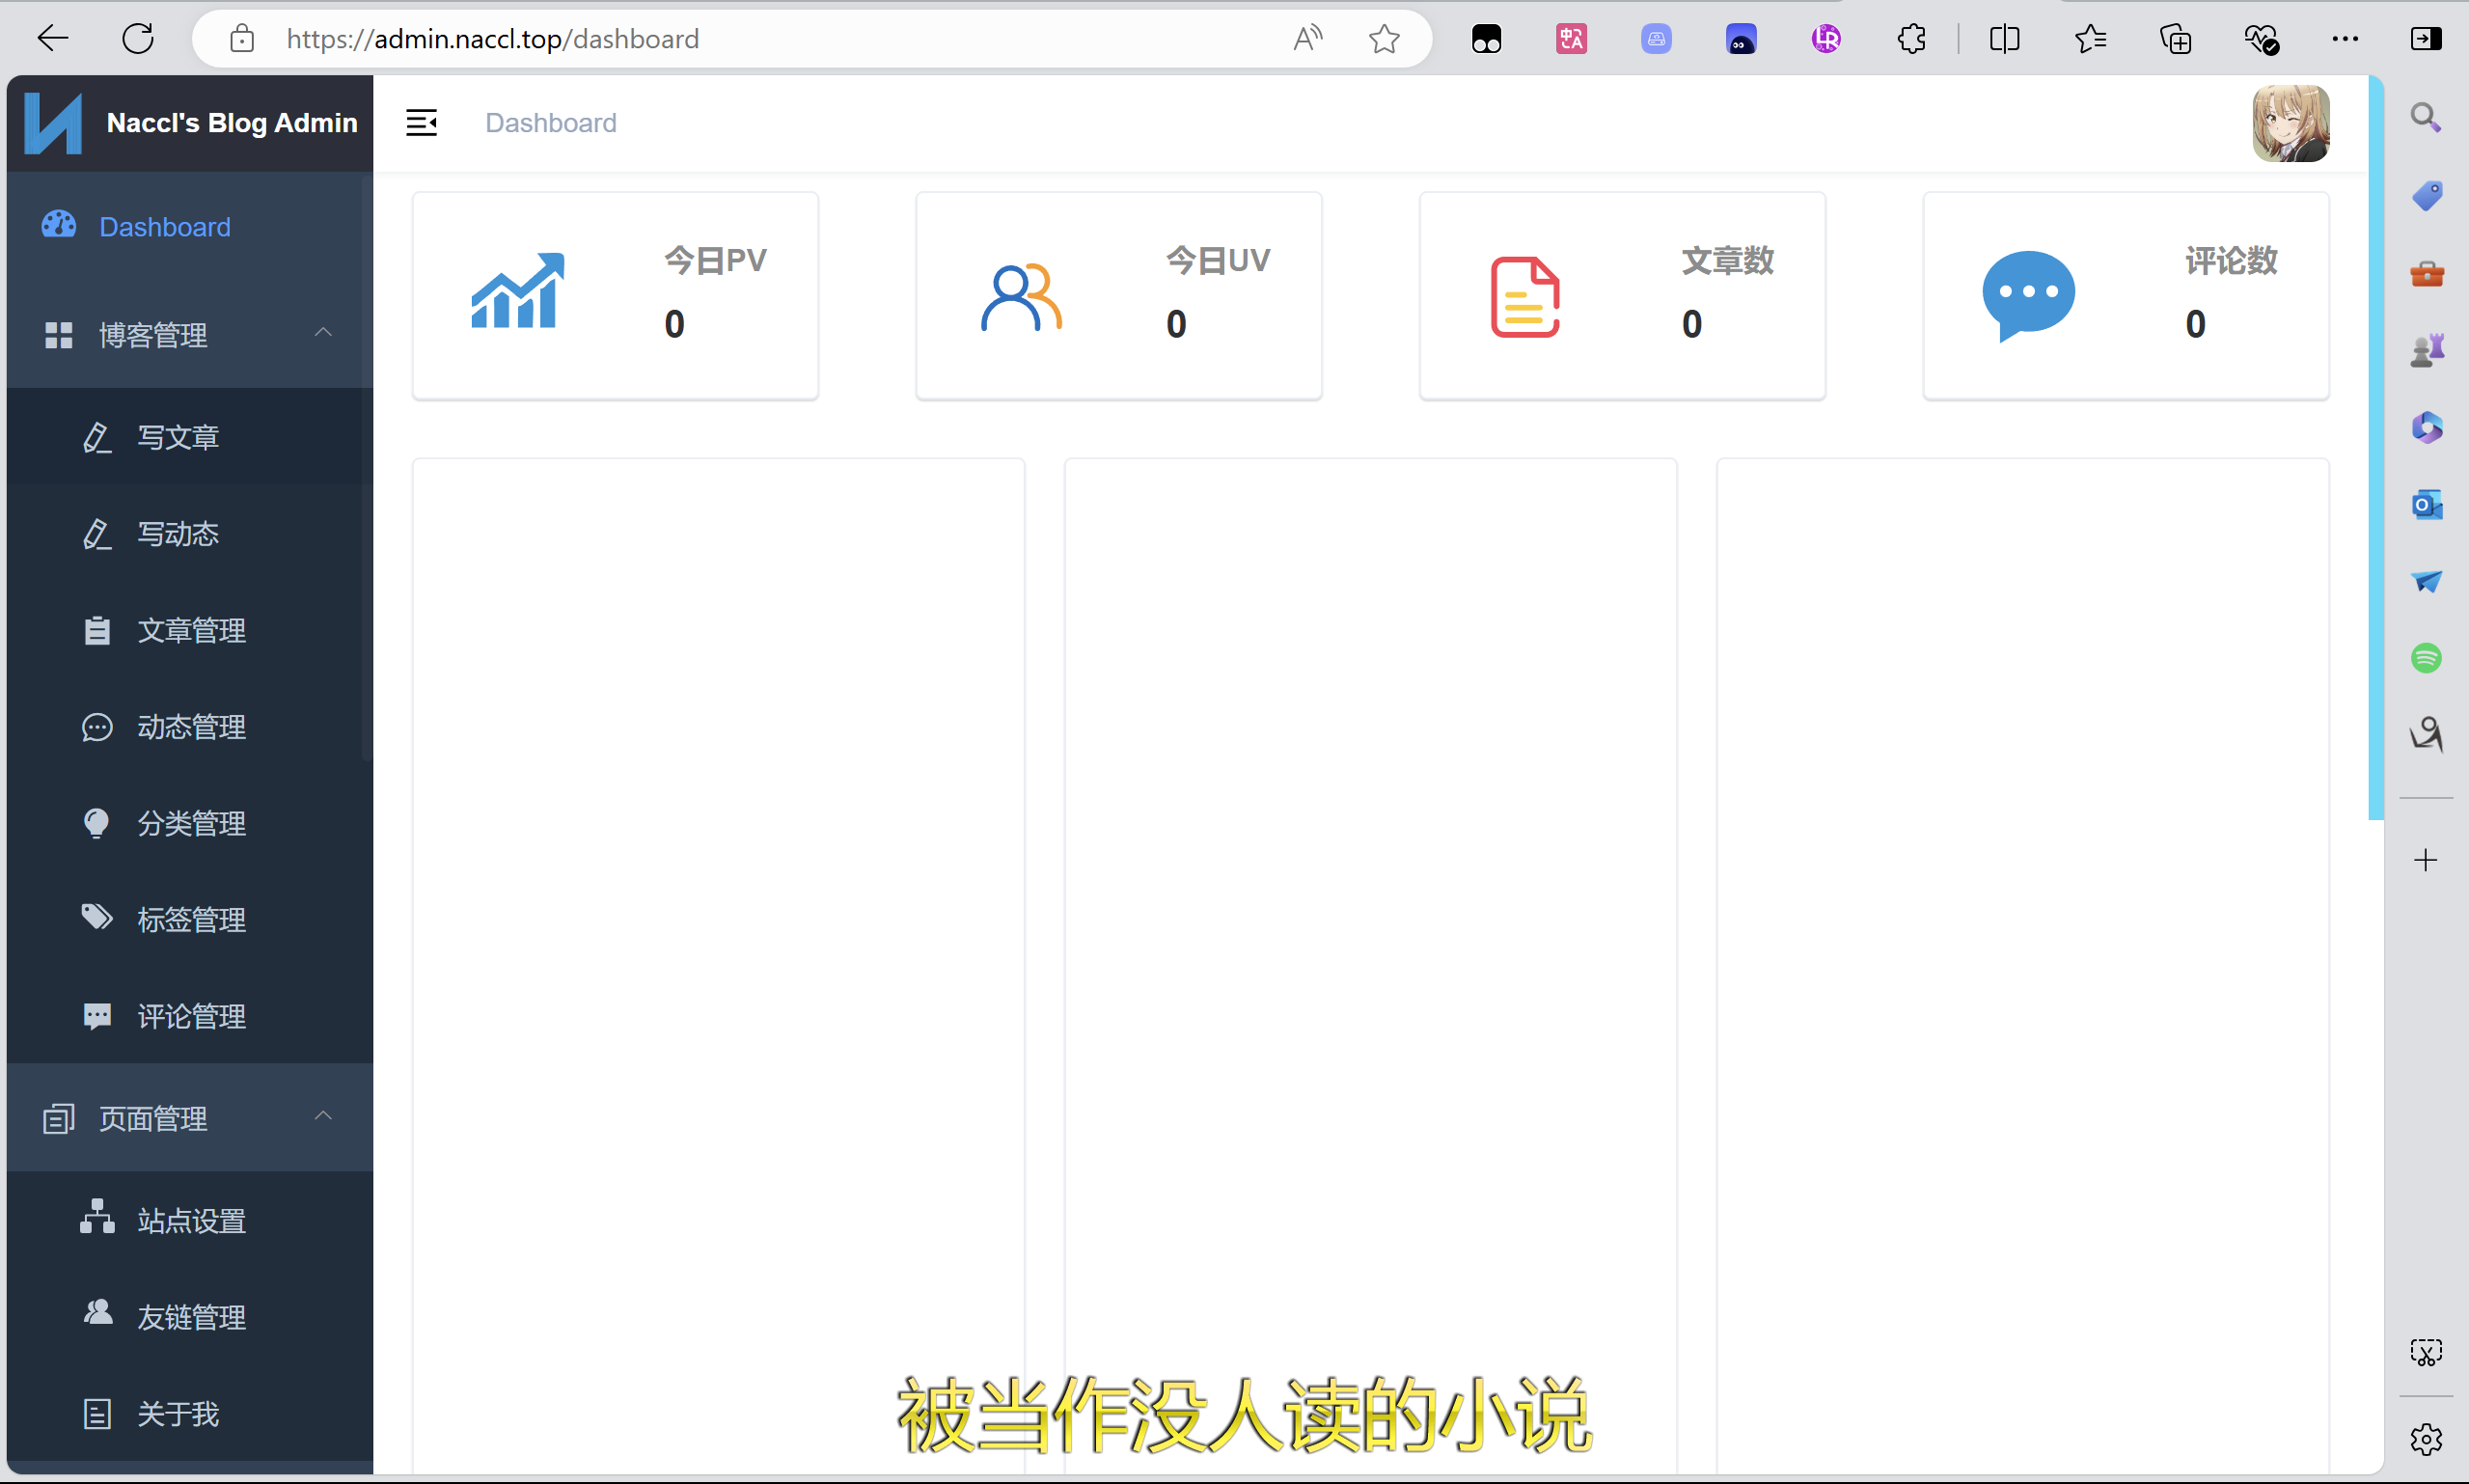 https://admin.naccl.top/dashboard
Naccl's Blog Admin
Dashboard
Dashboard
博客管理
写文章
写动态
文章管理
动态管理
分类管理
标签管理
评论管理
页面管理
站点设置
友链管理
关于我
今日PV
0
今日UV
0
文章数
0
评论数
0
被当作没人读的小说